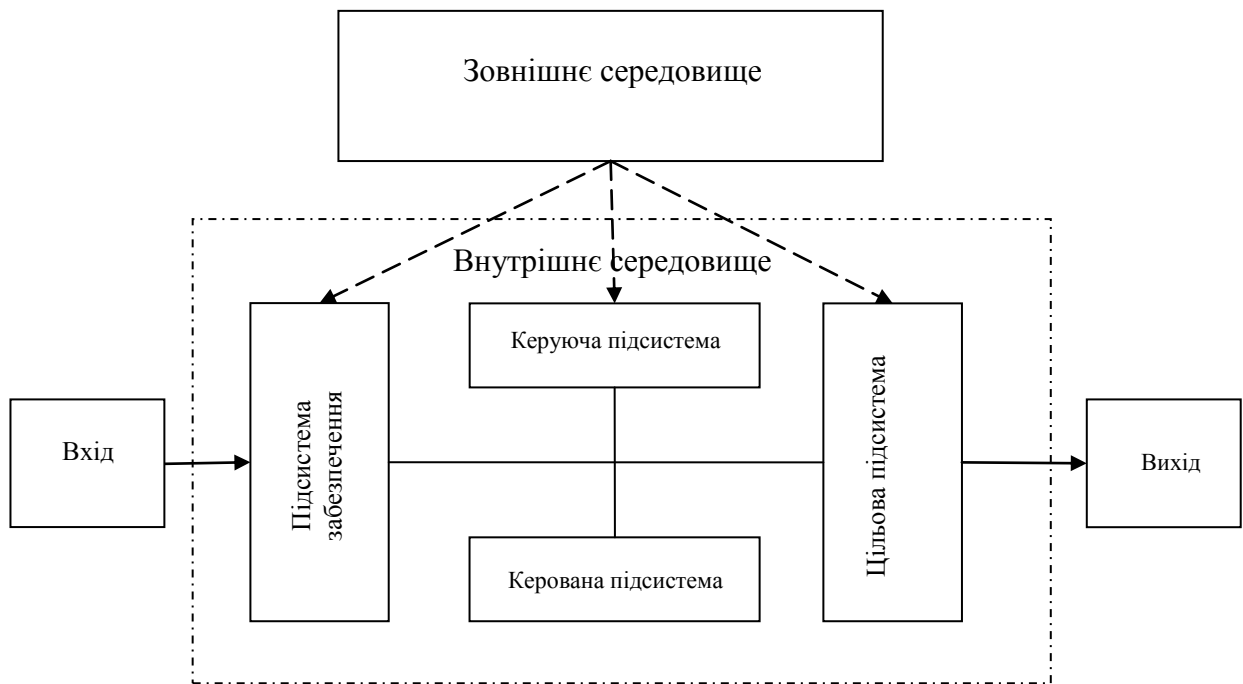 Зовнішнє середовище
Внутрішнє середовище
Керуюча підсистема
Вхід
Підсистема
забезпечення
Цільова підсистема
Вихід
Керована підсистема